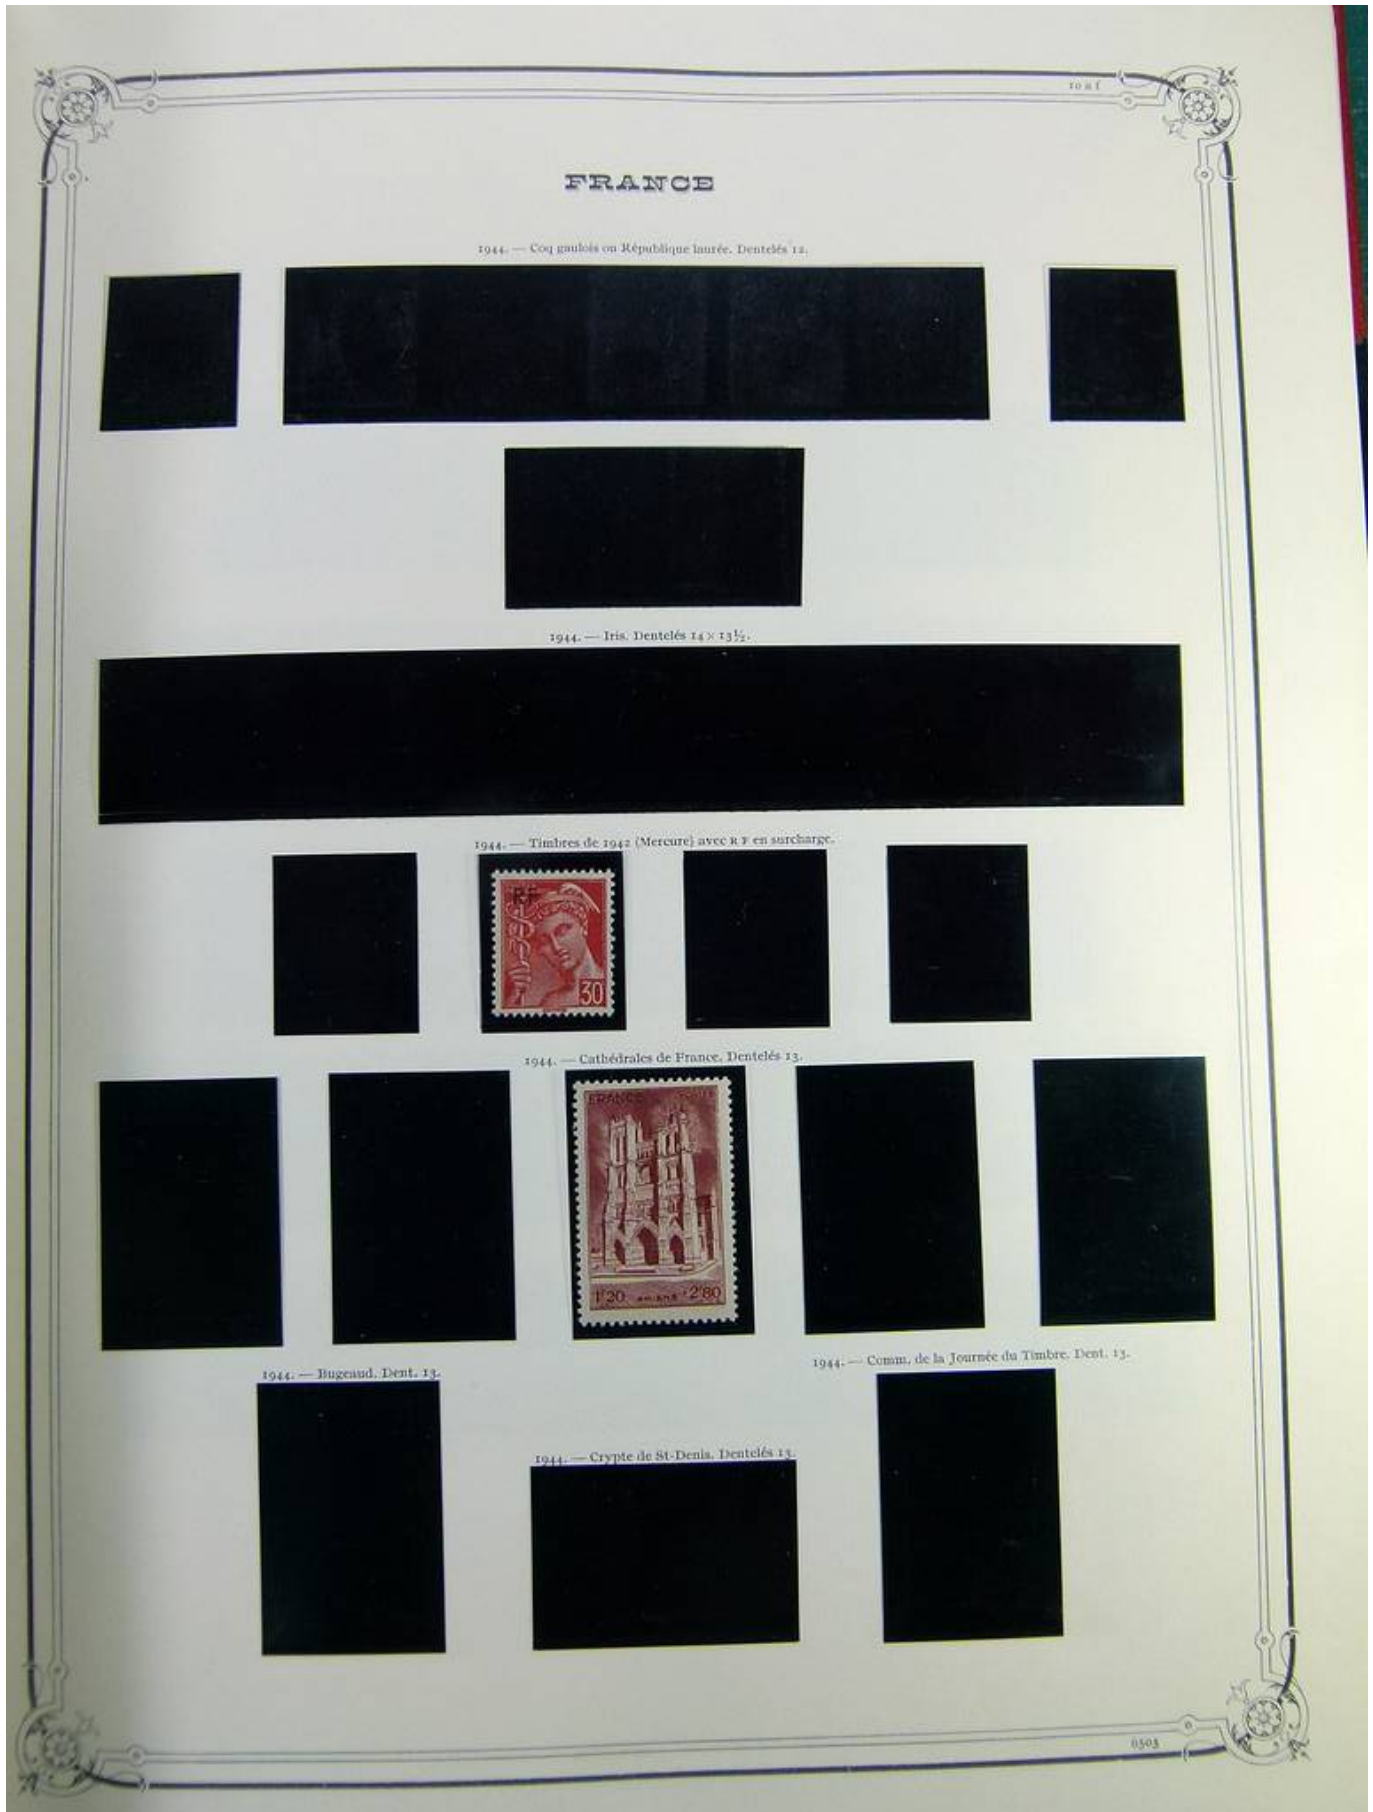 FRANCE
1944. — Coq gaulois ou République laurée. Dentelés 12.
1944. — Iris. Dentelés 14 × 13½.
1944. — Timbres de 1942 (Mercure) avec R F en surcharge.
RF
30
1944. — Cathédrales de France. Dentelés 13.
FRANCE
1F20 AMIENS +2F80
1944. — Bugeaud. Dent. 13.
1944. — Comm. de la Journée du Timbre. Dent. 13.
1944. — Crypte de St-Denis. Dentelés 13.
0503